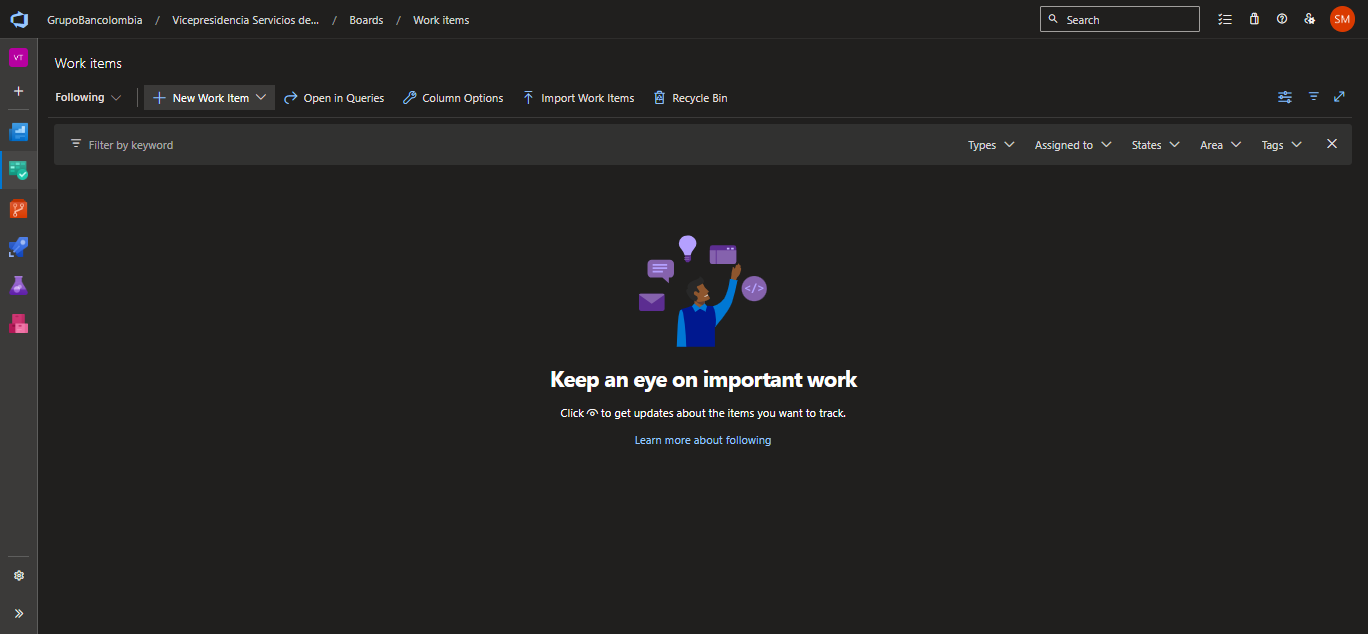 GrupoBancolombia / Vicepresidencia Servicios de... / Boards / Work items
Search
SM
VT
Work items
Following
New Work Item
Open in Queries
Column Options
Import Work Items
Recycle Bin
Filter by keyword
Types
Assigned to
States
Area
Tags
</>
Keep an eye on important work
Click to get updates about the items you want to track.
Learn more about following